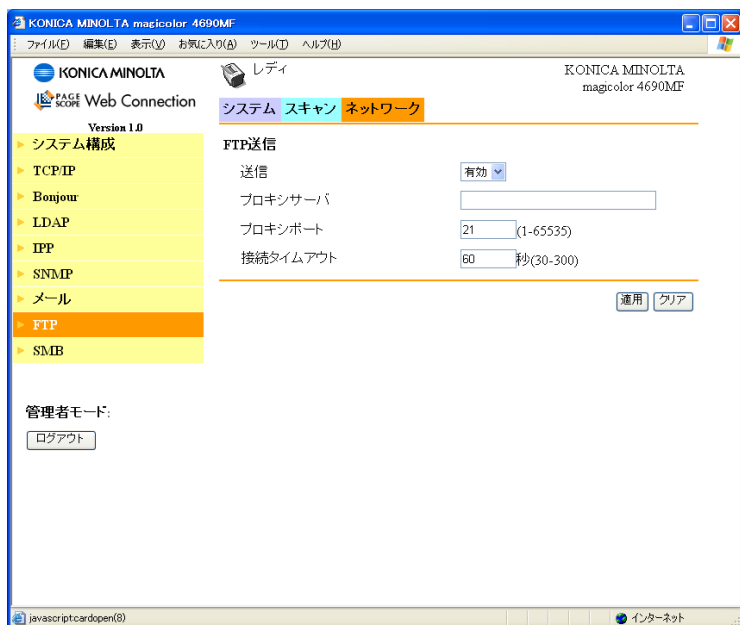 KONICA MINOLTA magicolor 4690MF
ファイル(F) 編集(E) 表示(V) お気に入り(A) ツール(T) ヘルプ(H)
KONICA MINOLTA
レディ
KONICA MINOLTA
magicolor 4690MF
PAGE SCOPE Web Connection
Version 1.0
システム スキャン ネットワーク
システム構成
TCP/IP
Bonjour
LDAP
IPP
SNMP
メール
FTP
SMB
管理者モード:
ログアウト
FTP送信
送信 有効
プロキシサーバ
プロキシポート 21 (1-65535)
接続タイムアウト 60 秒(30-300)
適用 クリア
javascript:cardopen(8) インターネット